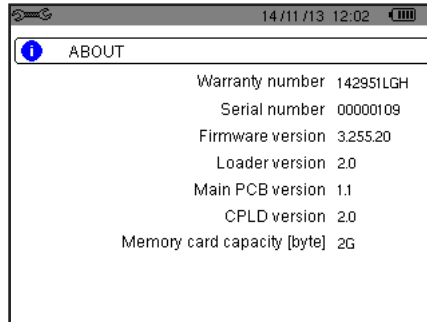 14/11/13 12:02
ABOUT
Warranty number 142951LGH
Serial number 00000109
Firmware version 3.255.20
Loader version 2.0
Main PCB version 1.1
CPLD version 2.0
Memory card capacity [byte] 2G